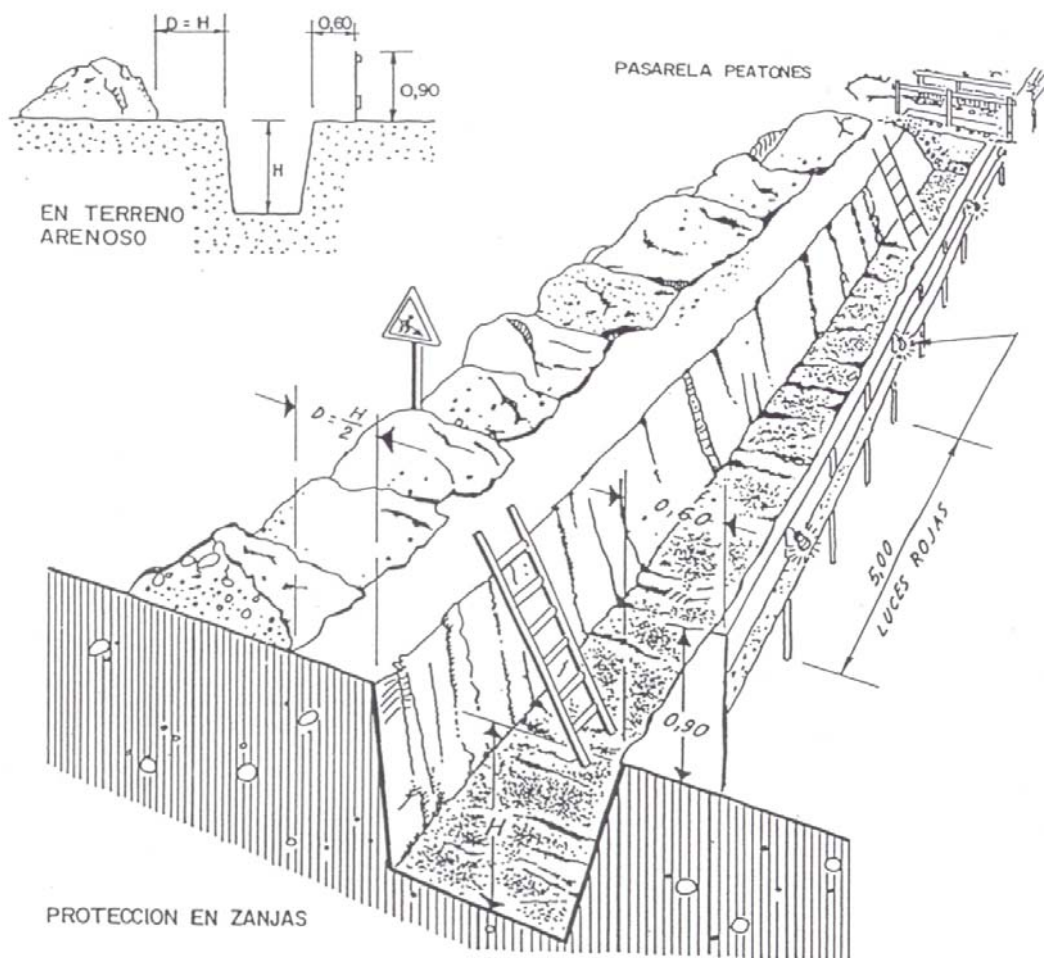 D = H
0,60
0,90
H
EN TERRENO
ARENOSO
PASARELA PEATONES
D = H/2
0,60
5,00
LUCES ROJAS
0,90
H
PROTECCION EN ZANJAS